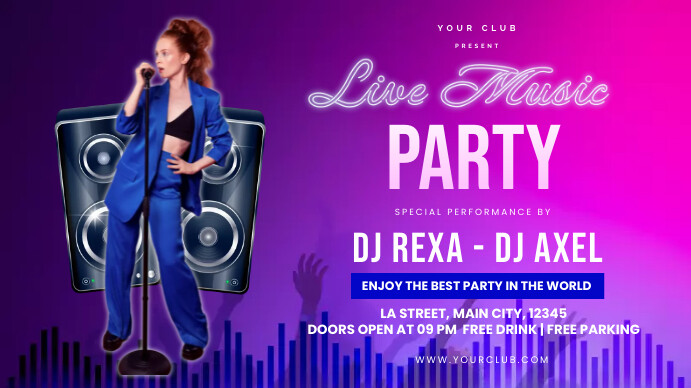 YOUR CLUB
PRESENT
Live Music
PARTY
SPECIAL PERFORMANCE BY
DJ REXA - DJ AXEL
ENJOY THE BEST PARTY IN THE WORLD
LA STREET, MAIN CITY, 12345
DOORS OPEN AT 09 PM FREE DRINK | FREE PARKING
WWW.YOURCLUB.COM